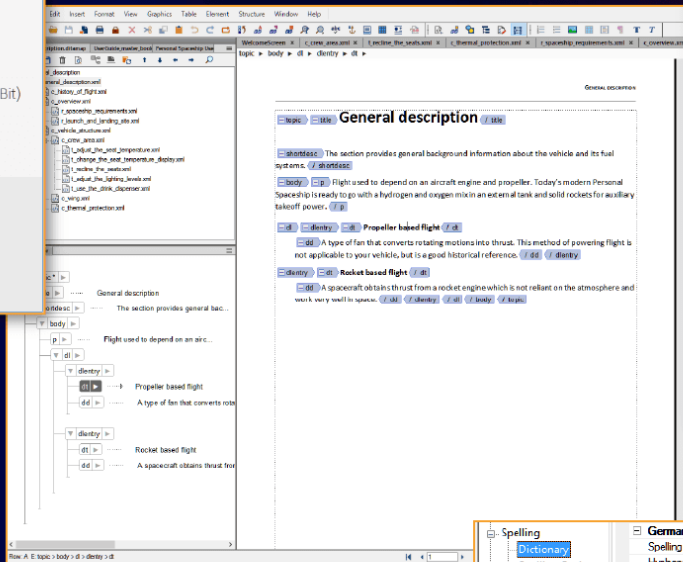 Edit Insert Format View Graphics Table Element Structure Window Help
WelcomeScreen × c_crew_area.xml × t_recline_the_seats.xml × c_thermal_protection.xml × r_spaceship_requirements.xml × c_overview.xm
topic ▸ body ▸ dl ▸ dlentry ▸ dt ▸
Bit)
c_history_of_flight.xml
c_overview.xml
r_spaceship_requirements.xml
r_launch_and_landing_site.xml
c_vehicle_structure.xml
c_crew_area.xml
t_adjust_the_seat_temperature.xml
t_change_the_seat_temperature_display.xml
t_recline_the_seats.xml
t_adjust_the_lighting_levels.xml
t_use_the_drink_dispenser.xml
c_wing.xml
c_thermal_protection.xml
General description
The section provides general bac...
body
p Flight used to depend on an airc...
dl
dlentry
dt Propeller based flight
dd A type of fan that converts rota
dlentry
dt Rocket based flight
dd A spacecraft obtains thrust from
Row: A E: topic > body > dl > dlentry > dt
GENERAL DESCRIPTION
topic title General description / title
shortdesc The section provides general background information about the vehicle and its fuel
systems. / shortdesc
body p Flight used to depend on an aircraft engine and propeller. Today's modern Personal
Spaceship is ready to go with a hydrogen and oxygen mix in an external tank and solid rockets for auxiliary
takeoff power. / p
dl dlentry dt Propeller based flight / dt
dd A type of fan that converts rotating motions into thrust. This method of powering flight is
not applicable to your vehicle, but is a good historical reference. / dd / dlentry
dlentry dt Rocket based flight / dt
dd A spacecraft obtains thrust from a rocket engine which is not reliant on the atmosphere and
work very well in space. / dd / dlentry / dl / body / topic
1
Spelling
Dictionary
German
Spelling